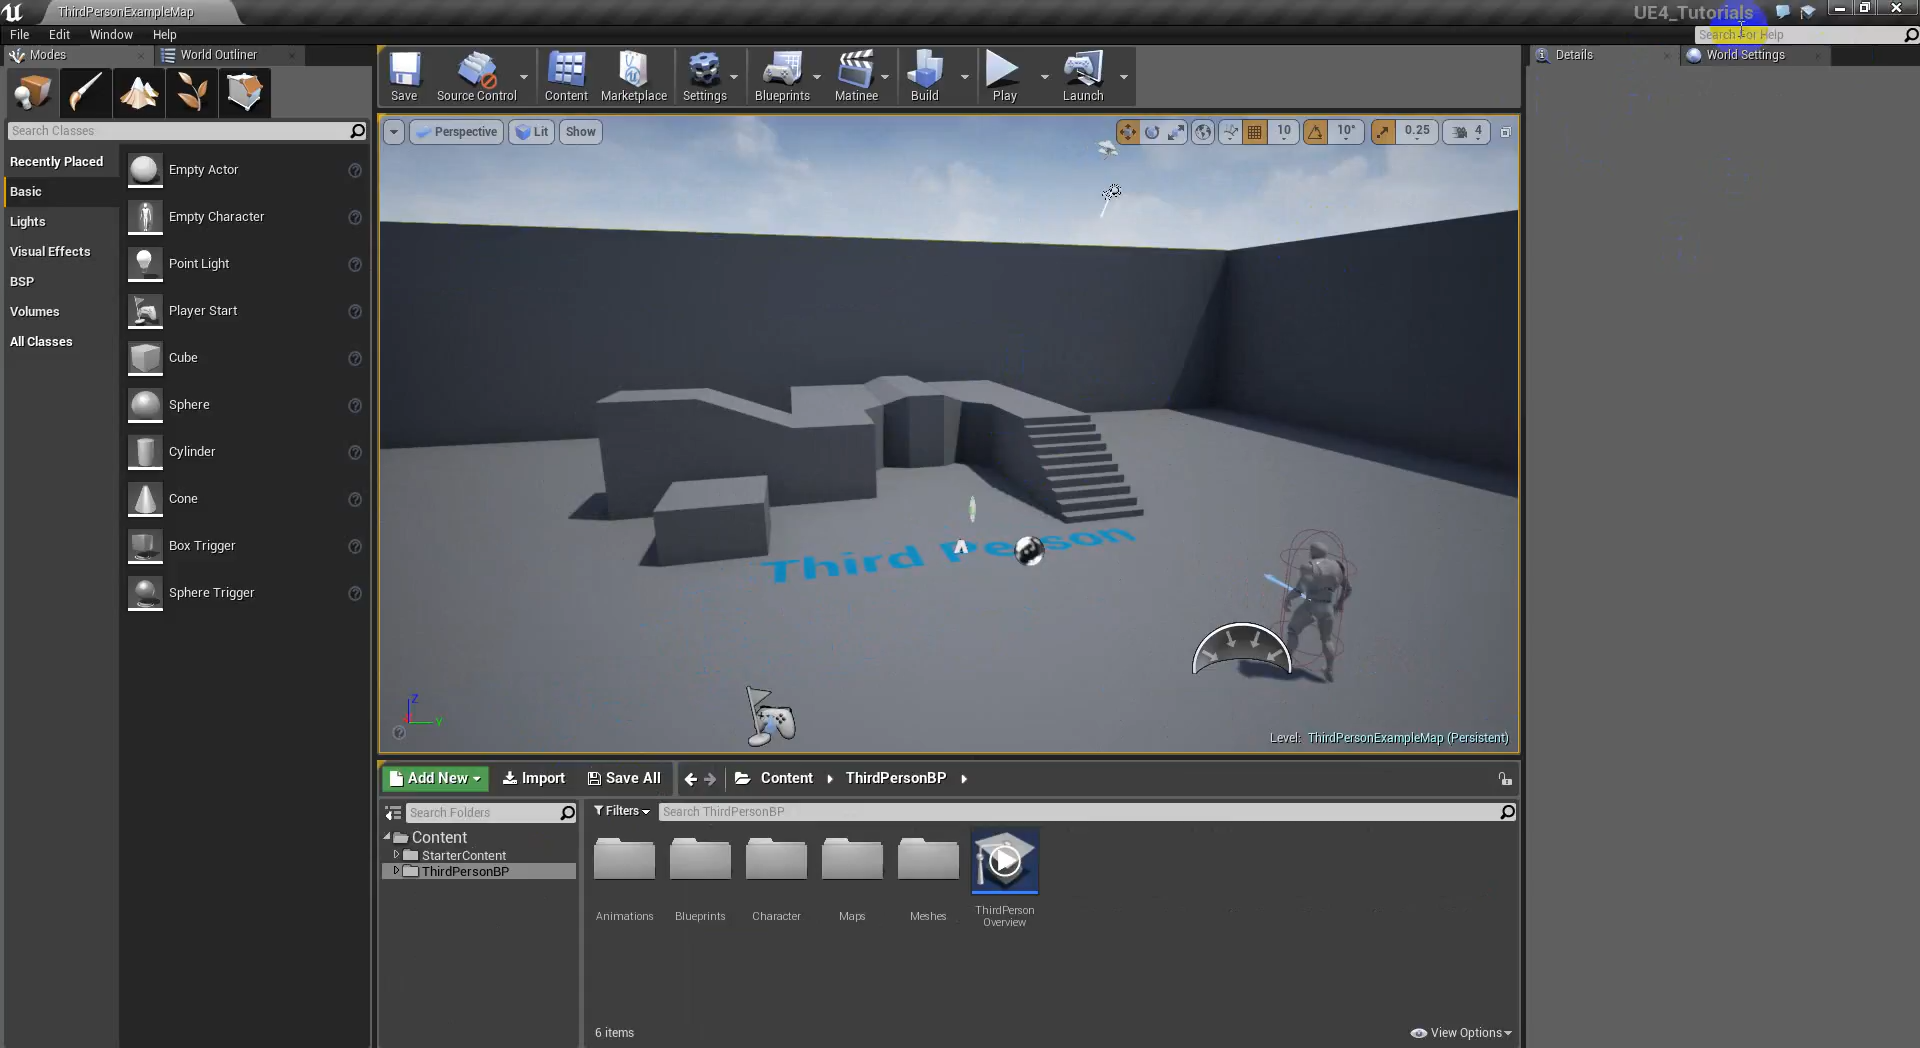 ThirdPersonExampleMap
UE4_Tutorials
File Edit Window Help
Search For Help
Modes
World Outliner
Save
Source Control
Content
Marketplace
Settings
Blueprints
Matinee
Build
Play
Launch
Details
World Settings
Search Classes
Recently Placed
Basic
Lights
Visual Effects
BSP
Volumes
All Classes
Empty Actor
Empty Character
Point Light
Player Start
Cube
Sphere
Cylinder
Cone
Box Trigger
Sphere Trigger
Perspective
Lit
Show
10
10°
0.25
4
Third Person
Z
Y
Level: ThirdPersonExampleMap (Persistent)
Add New
Import
Save All
Content
ThirdPersonBP
Search Folders
Filters
Search ThirdPersonBP
Content
StarterContent
ThirdPersonBP
Animations
Blueprints
Character
Maps
Meshes
ThirdPerson
Overview
6 items
View Options